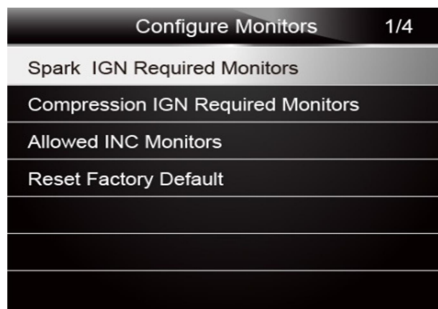 Configure Monitors 1/4
Spark IGN Required Monitors
Compression IGN Required Monitors
Allowed INC Monitors
Reset Factory Default